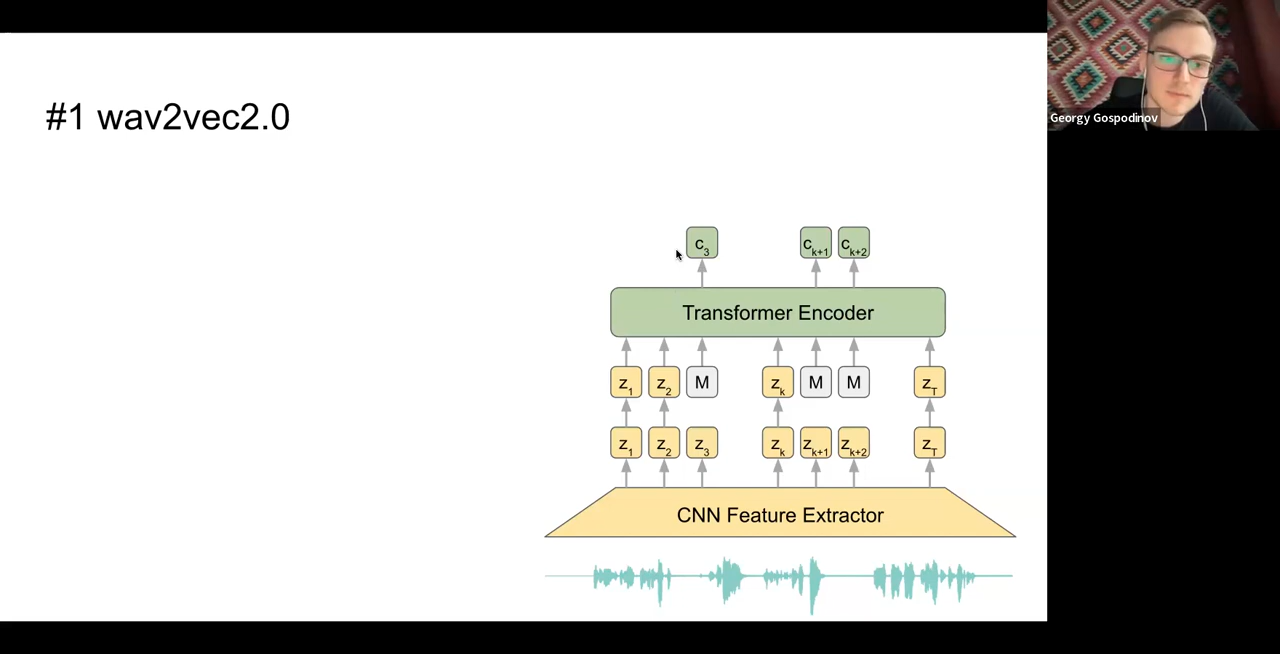 #1 wav2vec2.0
Georgy Gospodinov
c3 ck+1 ck+2
Transformer Encoder
z1 z2 M zk M M zT
z1 z2 z3 zk zk+1 zk+2 zT
CNN Feature Extractor